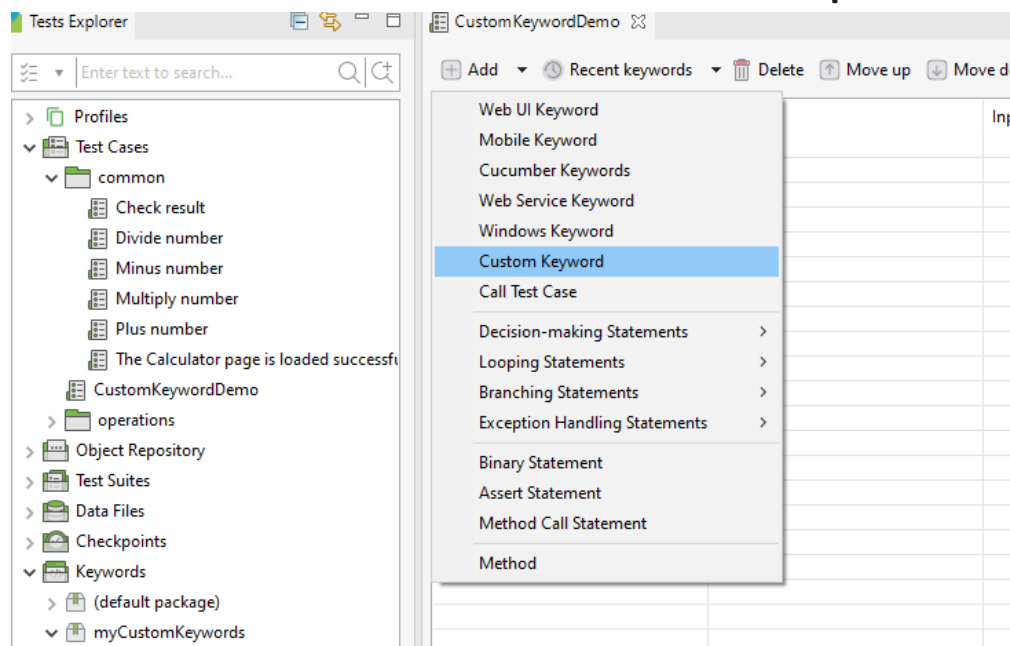 Tests Explorer
Enter text to search...
Profiles
Test Cases
common
Check result
Divide number
Minus number
Multiply number
Plus number
The Calculator page is loaded successfu
CustomKeywordDemo
operations
Object Repository
Test Suites
Data Files
Checkpoints
Keywords
(default package)
myCustomKeywords
CustomKeywordDemo
Add Recent keywords Delete Move up Move d
Inp
Web UI Keyword
Mobile Keyword
Cucumber Keywords
Web Service Keyword
Windows Keyword
Custom Keyword
Call Test Case
Decision-making Statements
Looping Statements
Branching Statements
Exception Handling Statements
Binary Statement
Assert Statement
Method Call Statement
Method